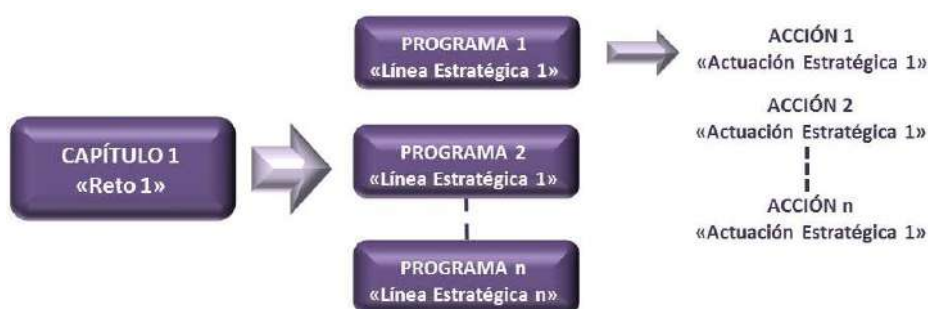 CAPÍTULO 1
«Reto 1»
PROGRAMA 1
«Línea Estratégica 1»
PROGRAMA 2
«Línea Estratégica 1»
PROGRAMA n
«Línea Estratégica n»
ACCIÓN 1
«Actuación Estratégica 1»
ACCIÓN 2
«Actuación Estratégica 1»
ACCIÓN n
«Actuación Estratégica 1»